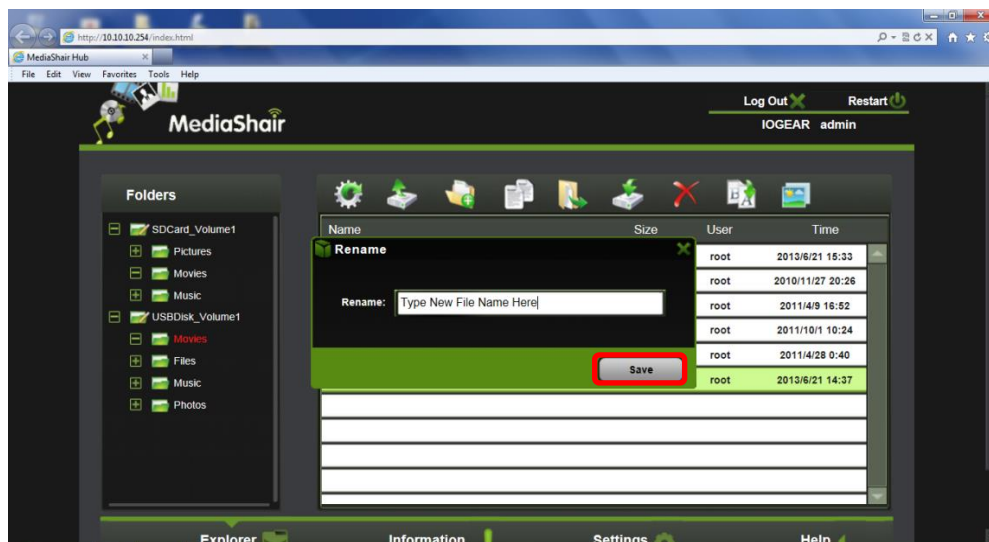 http://10.10.10.254/index.html
MediaShair Hub
File Edit View Favorites Tools Help
MediaShair
Log Out Restart
IOGEAR admin
Folders
SDCard_Volume1
Pictures
Movies
Music
USBDisk_Volume1
Movies
Files
Music
Photos
Name Size User Time
Rename
Rename: Type New File Name Here
Save
root 2013/6/21 15:33
root 2010/11/27 20:26
root 2011/4/9 16:52
root 2011/10/1 10:24
root 2011/4/28 0:40
root 2013/6/21 14:37
Explorer Information Settings Help